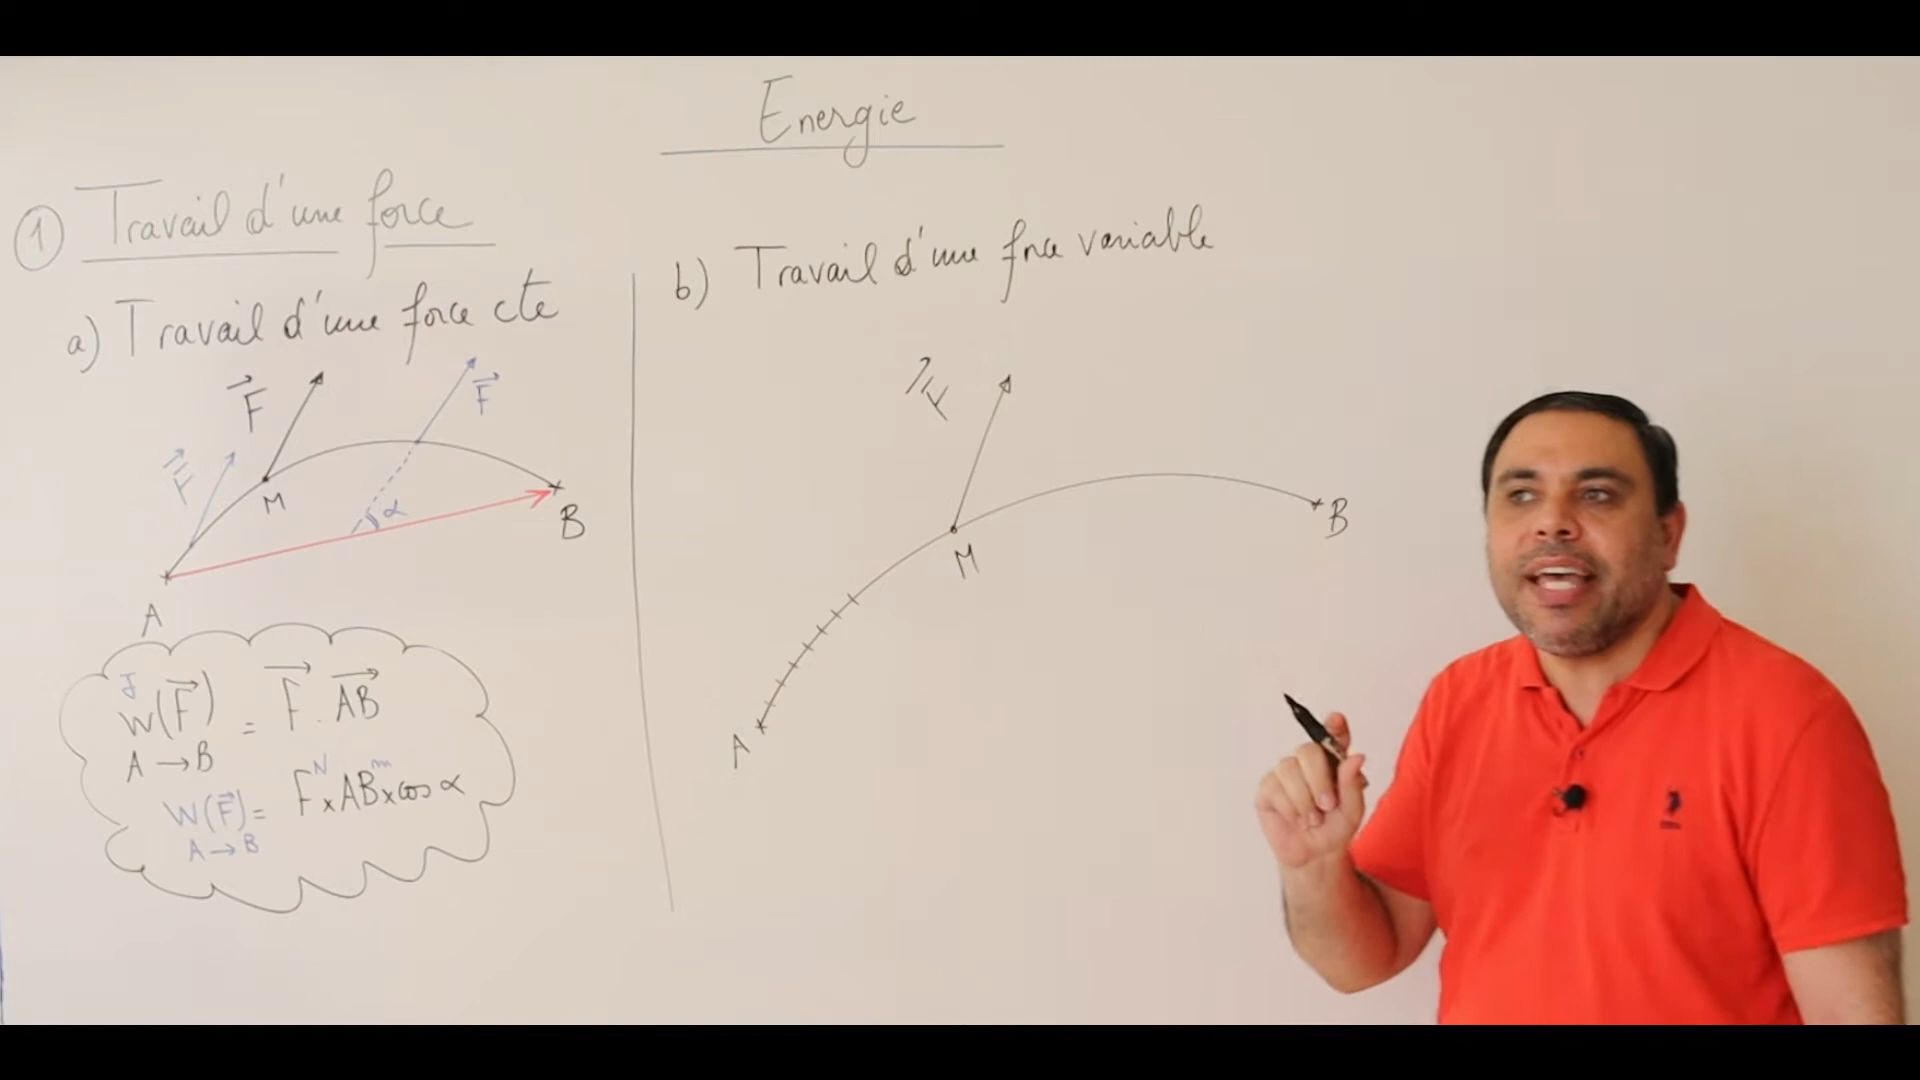 Energie
① Travail d'une force
a) Travail d'une force cte
F
F
F
M
α
B
A
J
W(F) = F . AB
A → B
N m
W(F) = F x AB x cos α
A → B
b) Travail d'une force variable
F
M
B
A